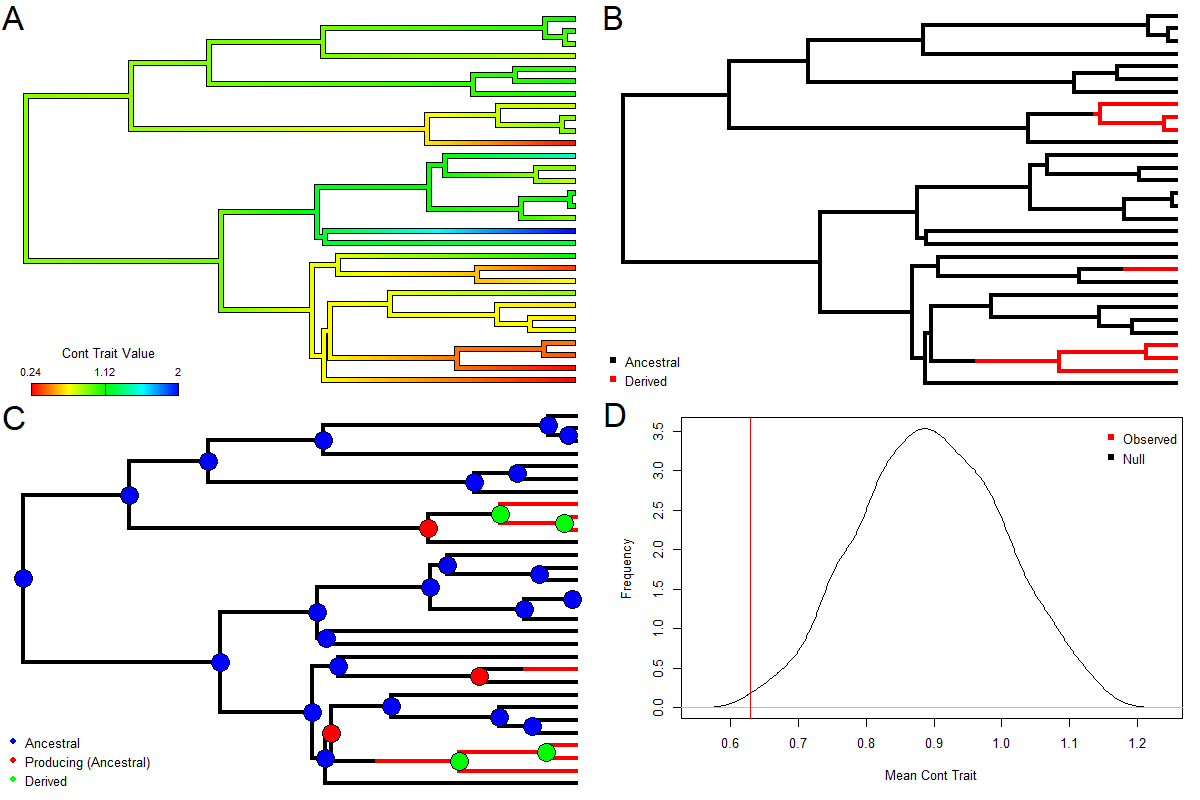 A
Cont Trait Value
0.24 1.12 2
B
Ancestral
Derived
C
Ancestral
Producing (Ancestral)
Derived
D
Observed
Null
3.5
3.0
2.5
2.0
1.5
1.0
0.5
0.0
Frequency
0.6 0.7 0.8 0.9 1.0 1.1 1.2
Mean Cont Trait